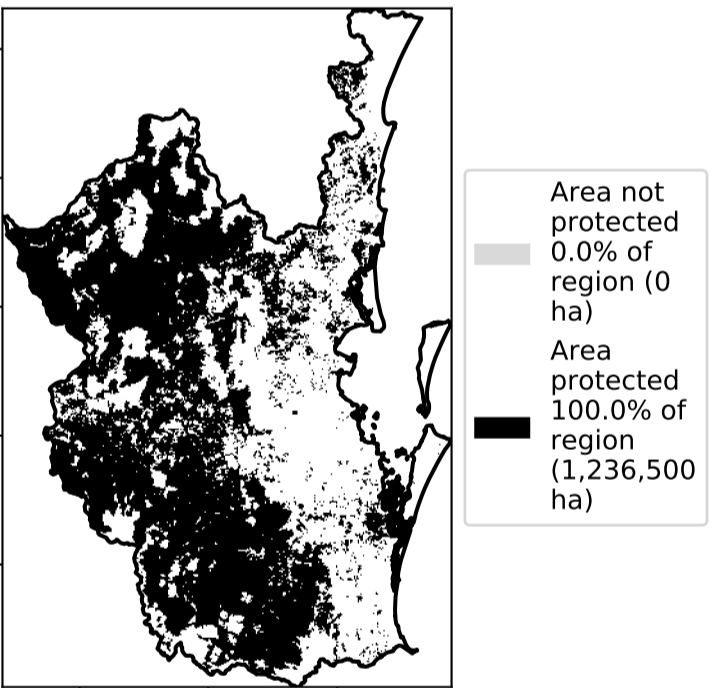 Area not
protected
0.0% of
region (0
ha)
Area
protected
100.0% of
region
(1,236,500
ha)